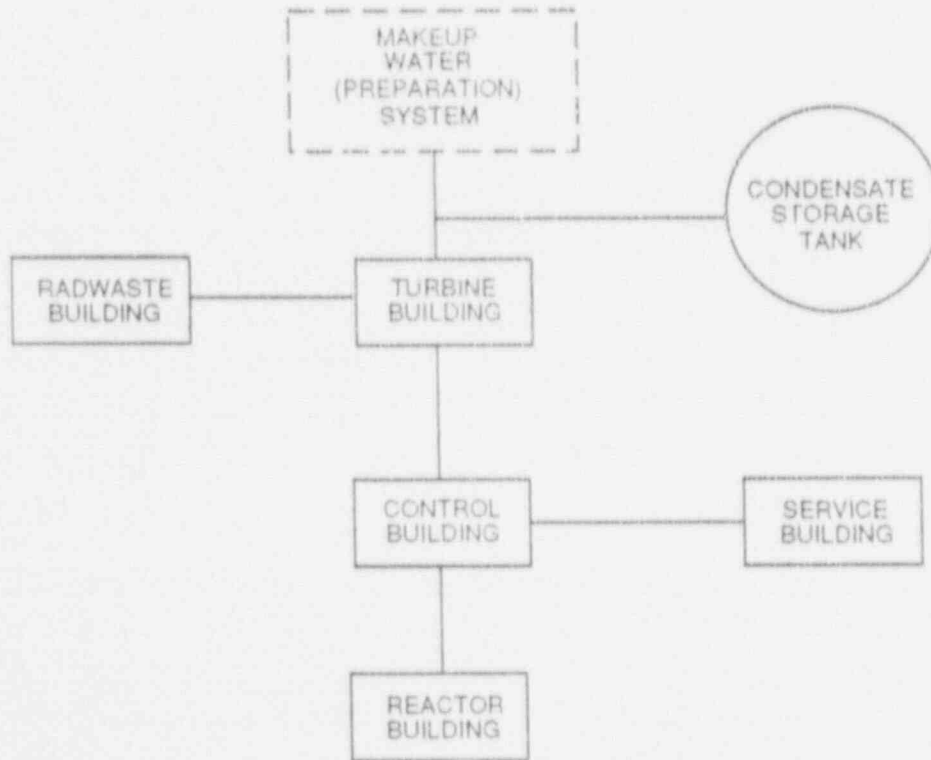 MAKEUP
WATER
(PREPARATION)
SYSTEM
CONDENSATE
STORAGE
TANK
RADWASTE
BUILDING
TURBINE
BUILDING
CONTROL
BUILDING
SERVICE
BUILDING
REACTOR
BUILDING